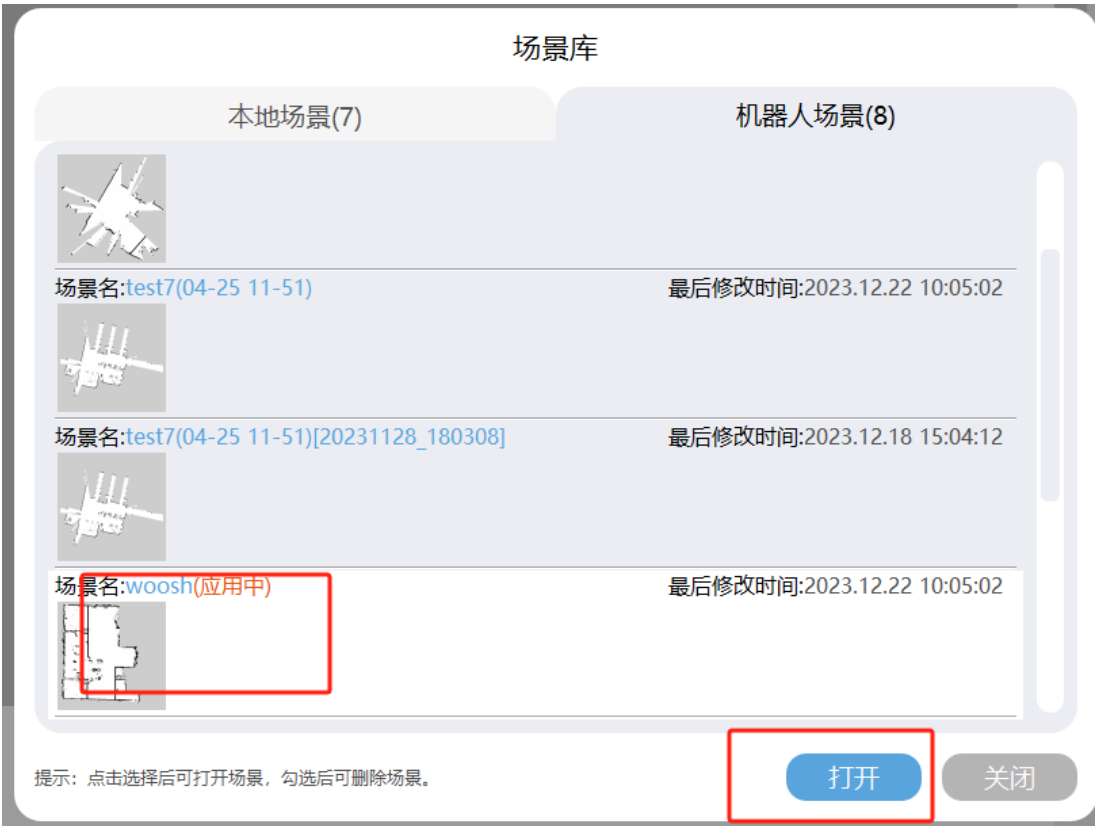 场景库
本地场景(7) 机器人场景(8)
场景名:test7(04-25 11-51) 最后修改时间:2023.12.22 10:05:02
场景名:test7(04-25 11-51)[20231128_180308] 最后修改时间:2023.12.18 15:04:12
场景名:woosh(应用中) 最后修改时间:2023.12.22 10:05:02
提示：点击选择后可打开场景，勾选后可删除场景。 打开 关闭